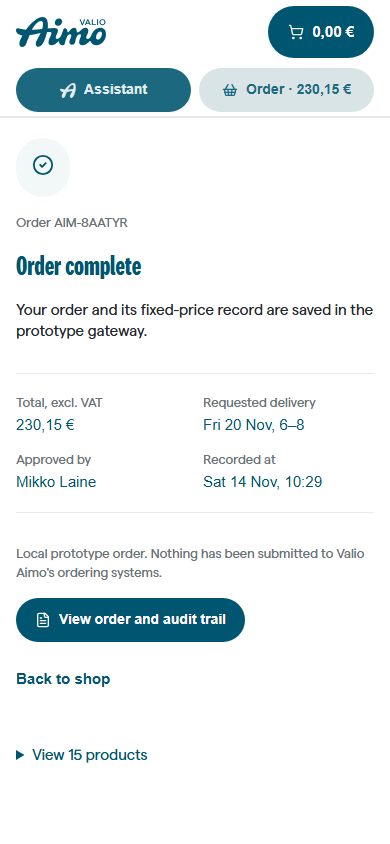 VALIO
Aimo
0,00 €
Assistant
Order · 230,15 €
Order AIM-8AATYR
Order complete
Your order and its fixed-price record are saved in the
prototype gateway.
Total, excl. VAT
Requested delivery
230,15 €
Fri 20 Nov, 6–8
Approved by
Recorded at
Mikko Laine
Sat 14 Nov, 10:29
Local prototype order. Nothing has been submitted to Valio
Aimo's ordering systems.
View order and audit trail
Back to shop
View 15 products